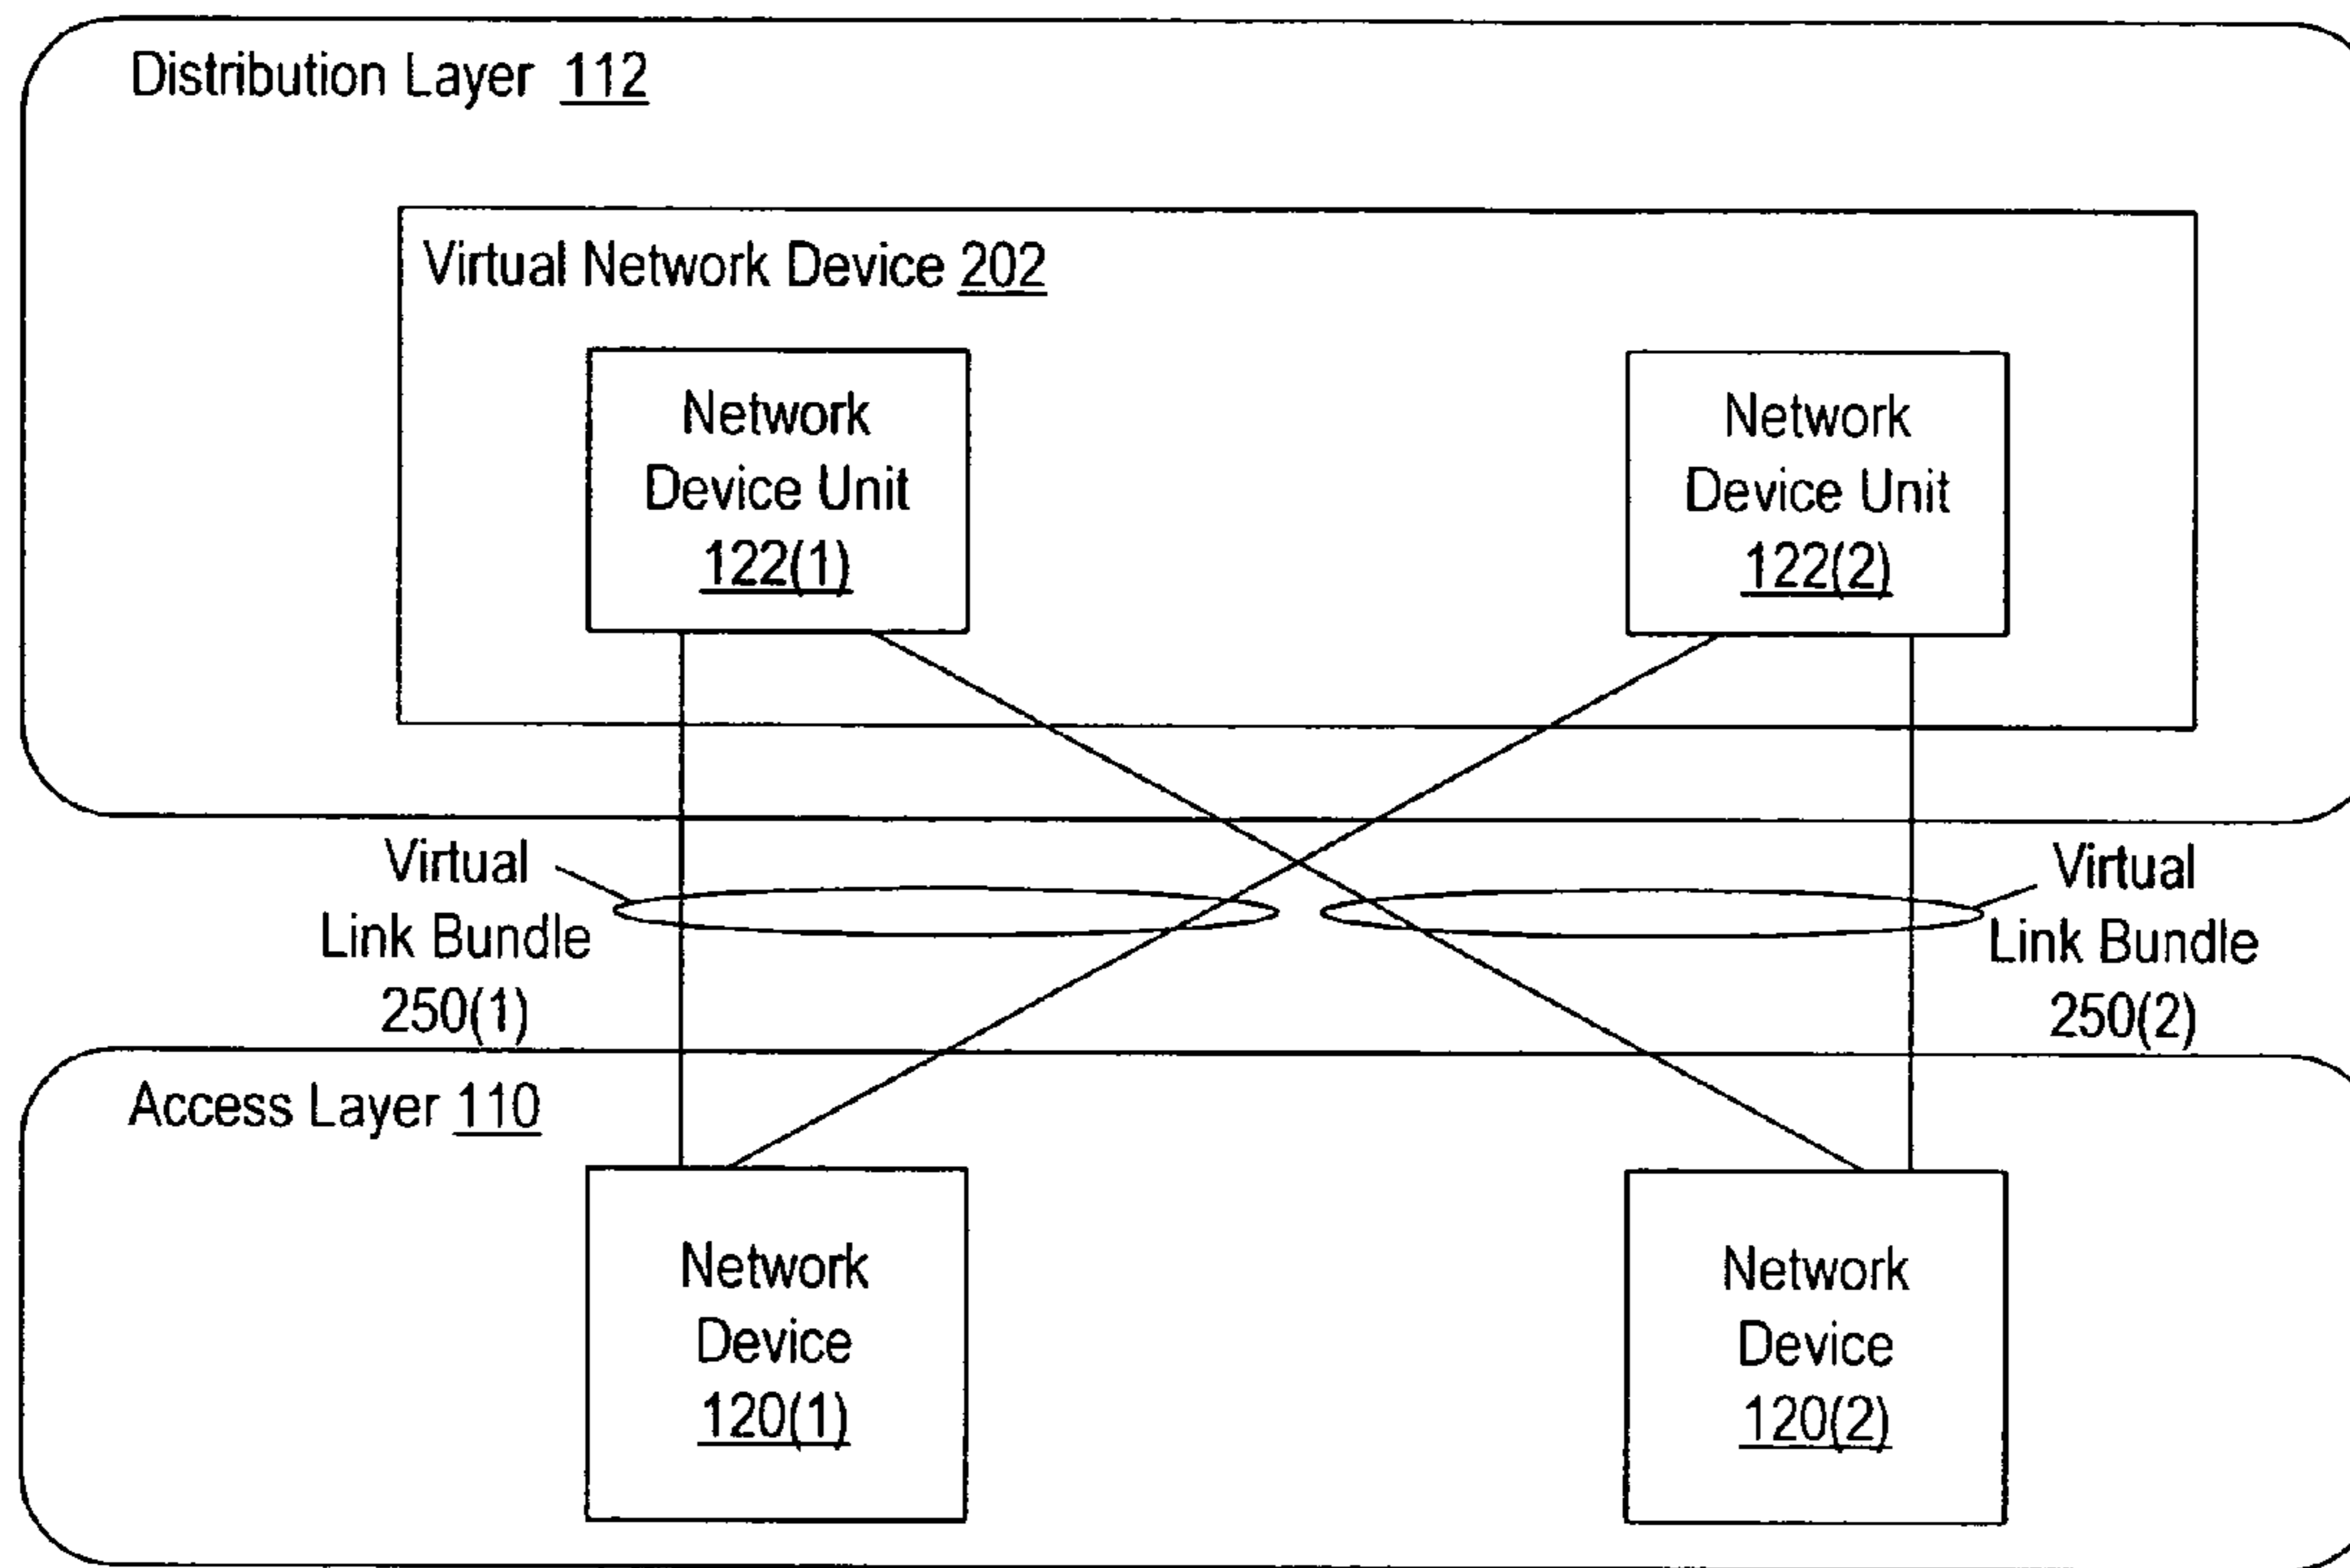 Distribution Layer 112
Virtual Network Device 202
Network
Device Unit
122(1)
Network
Device Unit
122(2)
Virtual
Link Bundle
250(1)
Virtual
Link Bundle
250(2)
Access Layer 110
Network
Device
120(1)
Network
Device
120(2)